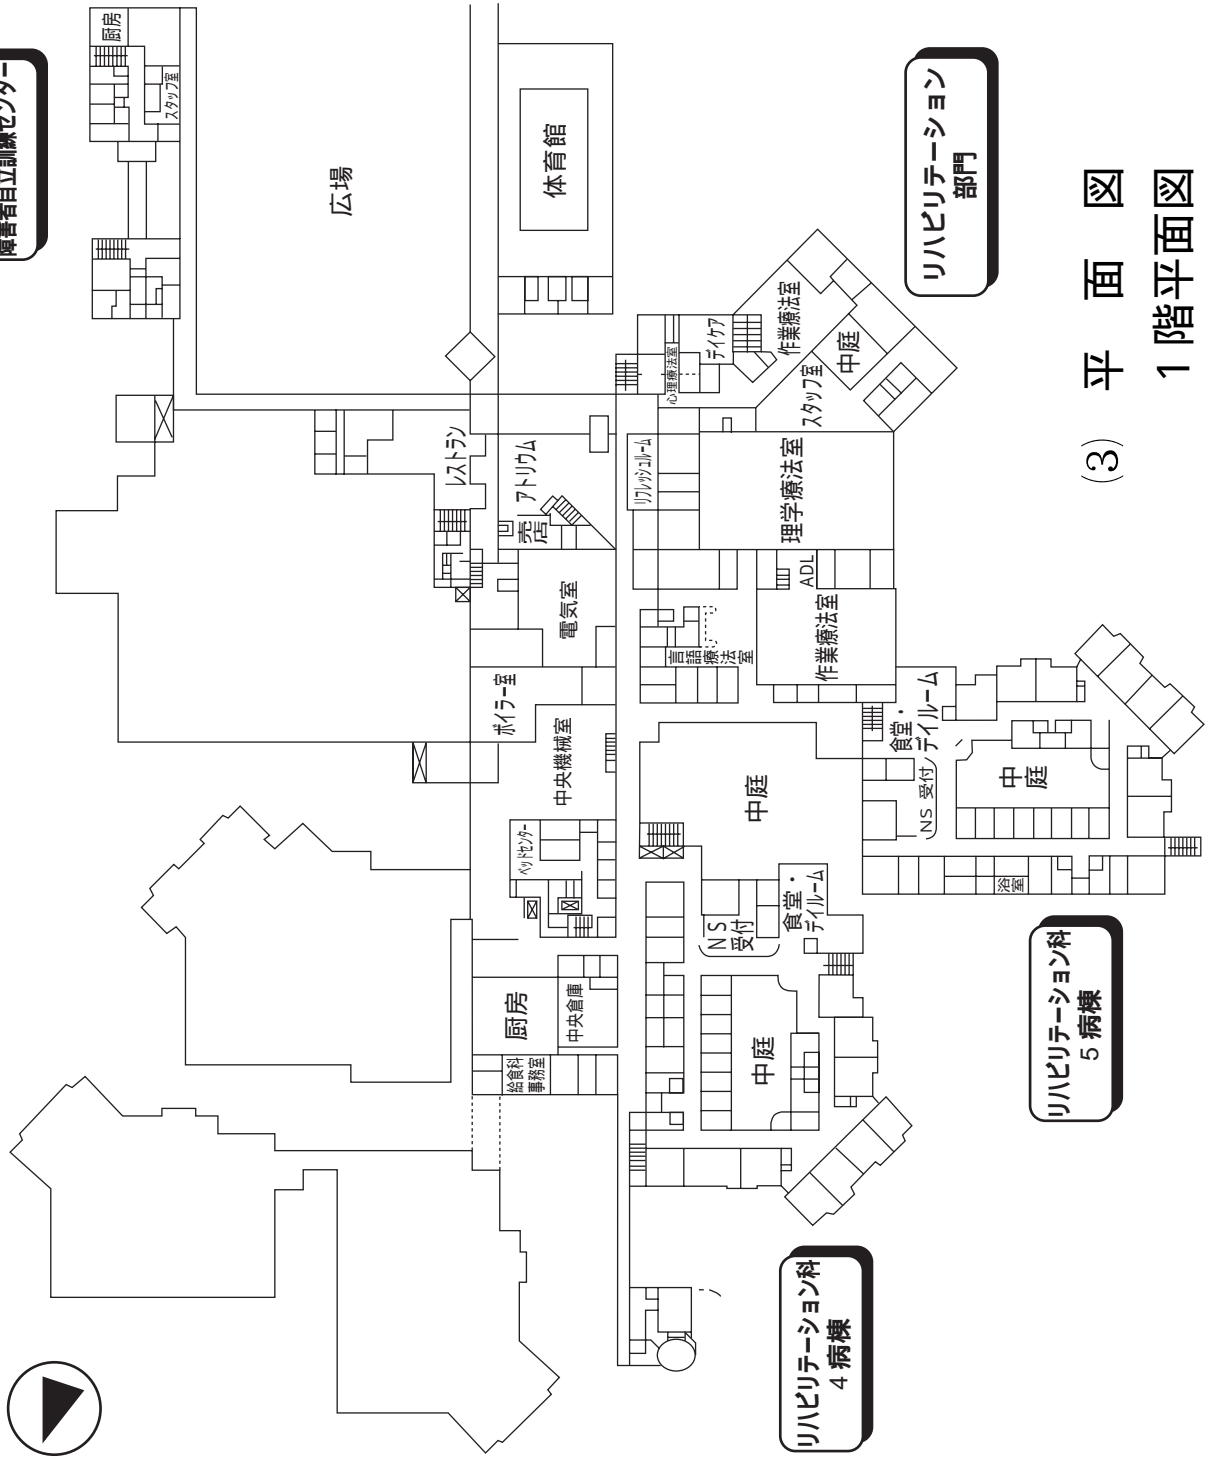 (3) 平面図
1階平面図
障害者自立訓練センター
厨房
スタッフ室
広場
体育館
リハビリテーション
部門
心理療法室
デイケア
作業療法室
中庭
スタッフ室
レストラン
アトリウム
売店
リフレッシュルーム
理学療法室
ADL
電気室
言語療法室
作業療法室
ボイラー室
中央機械室
食堂・
デイルーム
NS 受付
中庭
浴室
中庭
ベッドセンター
食堂・
デイルーム
NS
受付
厨房
中央倉庫
給食科
事務室
中庭
リハビリテーション科
5病棟
リハビリテーション科
4病棟